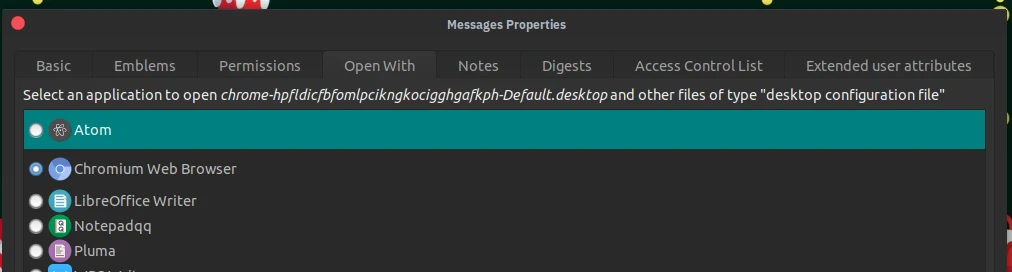 Messages Properties
Basic Emblems Permissions Open With Notes Digests Access Control List Extended user attributes
Select an application to open chrome-hpfldicfbfomlpcikngkocigghgafkph-Default.desktop and other files of type "desktop configuration file"
Atom
Chromium Web Browser
LibreOffice Writer
Notepadqq
Pluma